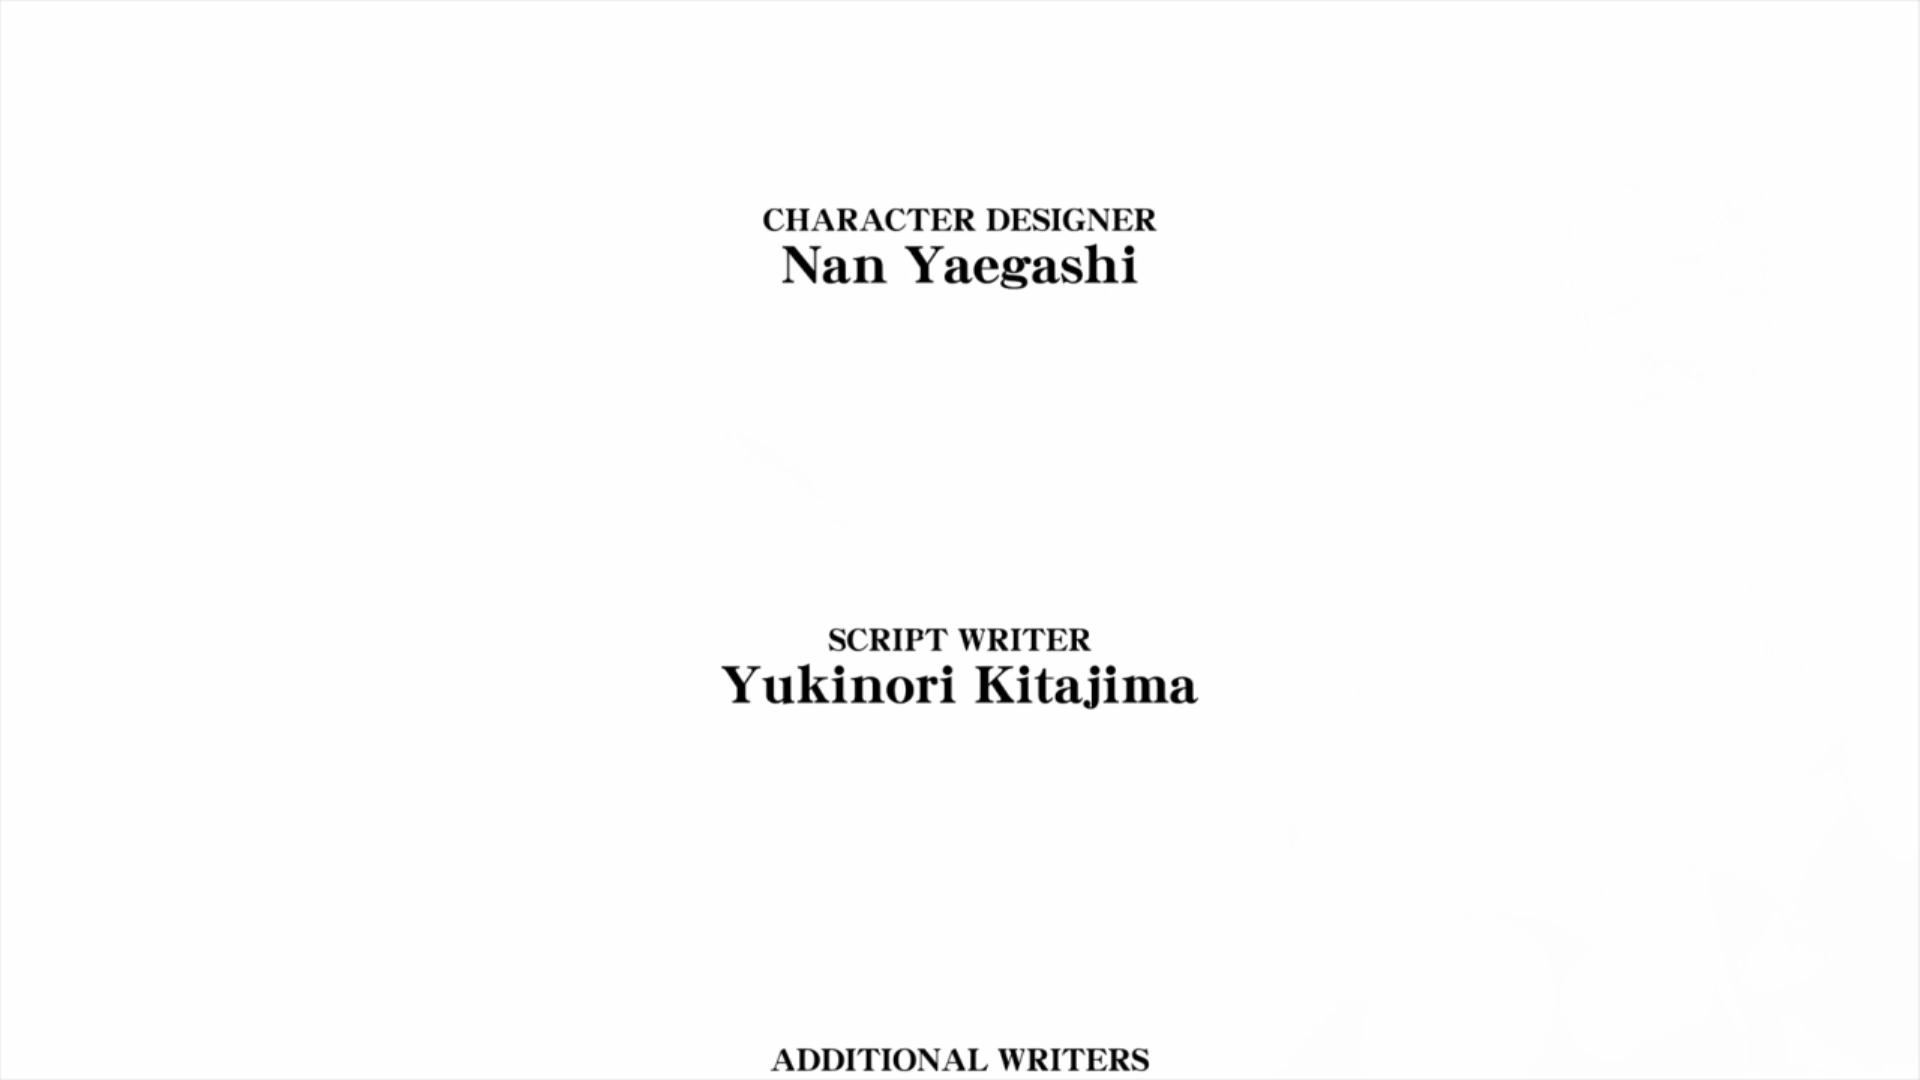 CHARACTER DESIGNER
Nan Yaegashi
SCRIPT WRITER
Yukinori Kitajima
ADDITIONAL WRITERS